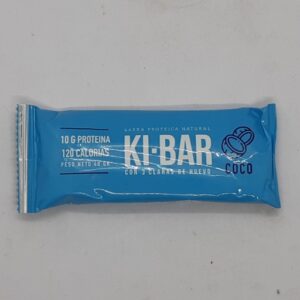 10 G PROTEINA
120 CALORIAS
PESO NETO 40 GR
BARRA PROTEICA NATURAL
KI·BAR
CON 3 CLARAS DE HUEVO
COCO